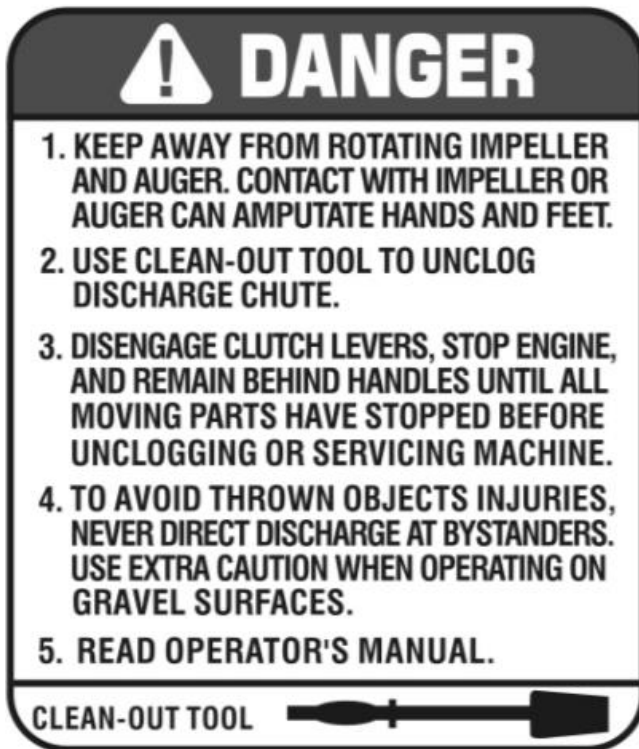 DANGER
1. KEEP AWAY FROM ROTATING IMPELLER
AND AUGER. CONTACT WITH IMPELLER OR
AUGER CAN AMPUTATE HANDS AND FEET.
2. USE CLEAN-OUT TOOL TO UNCLOG
DISCHARGE CHUTE.
3. DISENGAGE CLUTCH LEVERS, STOP ENGINE,
AND REMAIN BEHIND HANDLES UNTIL ALL
MOVING PARTS HAVE STOPPED BEFORE
UNCLOGGING OR SERVICING MACHINE.
4. TO AVOID THROWN OBJECTS INJURIES,
NEVER DIRECT DISCHARGE AT BYSTANDERS.
USE EXTRA CAUTION WHEN OPERATING ON
GRAVEL SURFACES.
5. READ OPERATOR'S MANUAL.
CLEAN-OUT TOOL